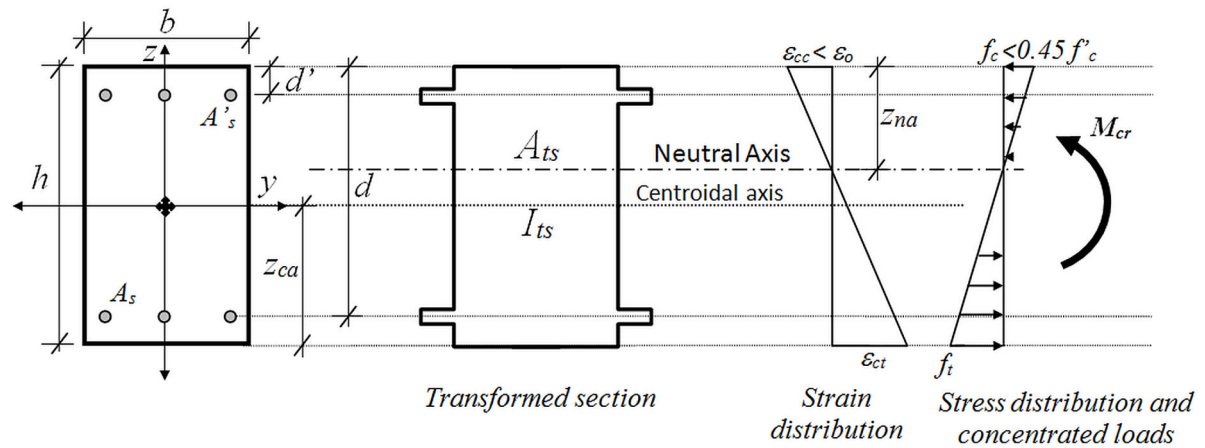 b
z
d'
A's
h
y
As
zca
d
Ats
Its
Neutral Axis
Centroidal axis
εcc< εo
zna
εct
fc<0.45 f'c
Mcr
ft
Transformed section
Strain
distribution
Stress distribution and
concentrated loads